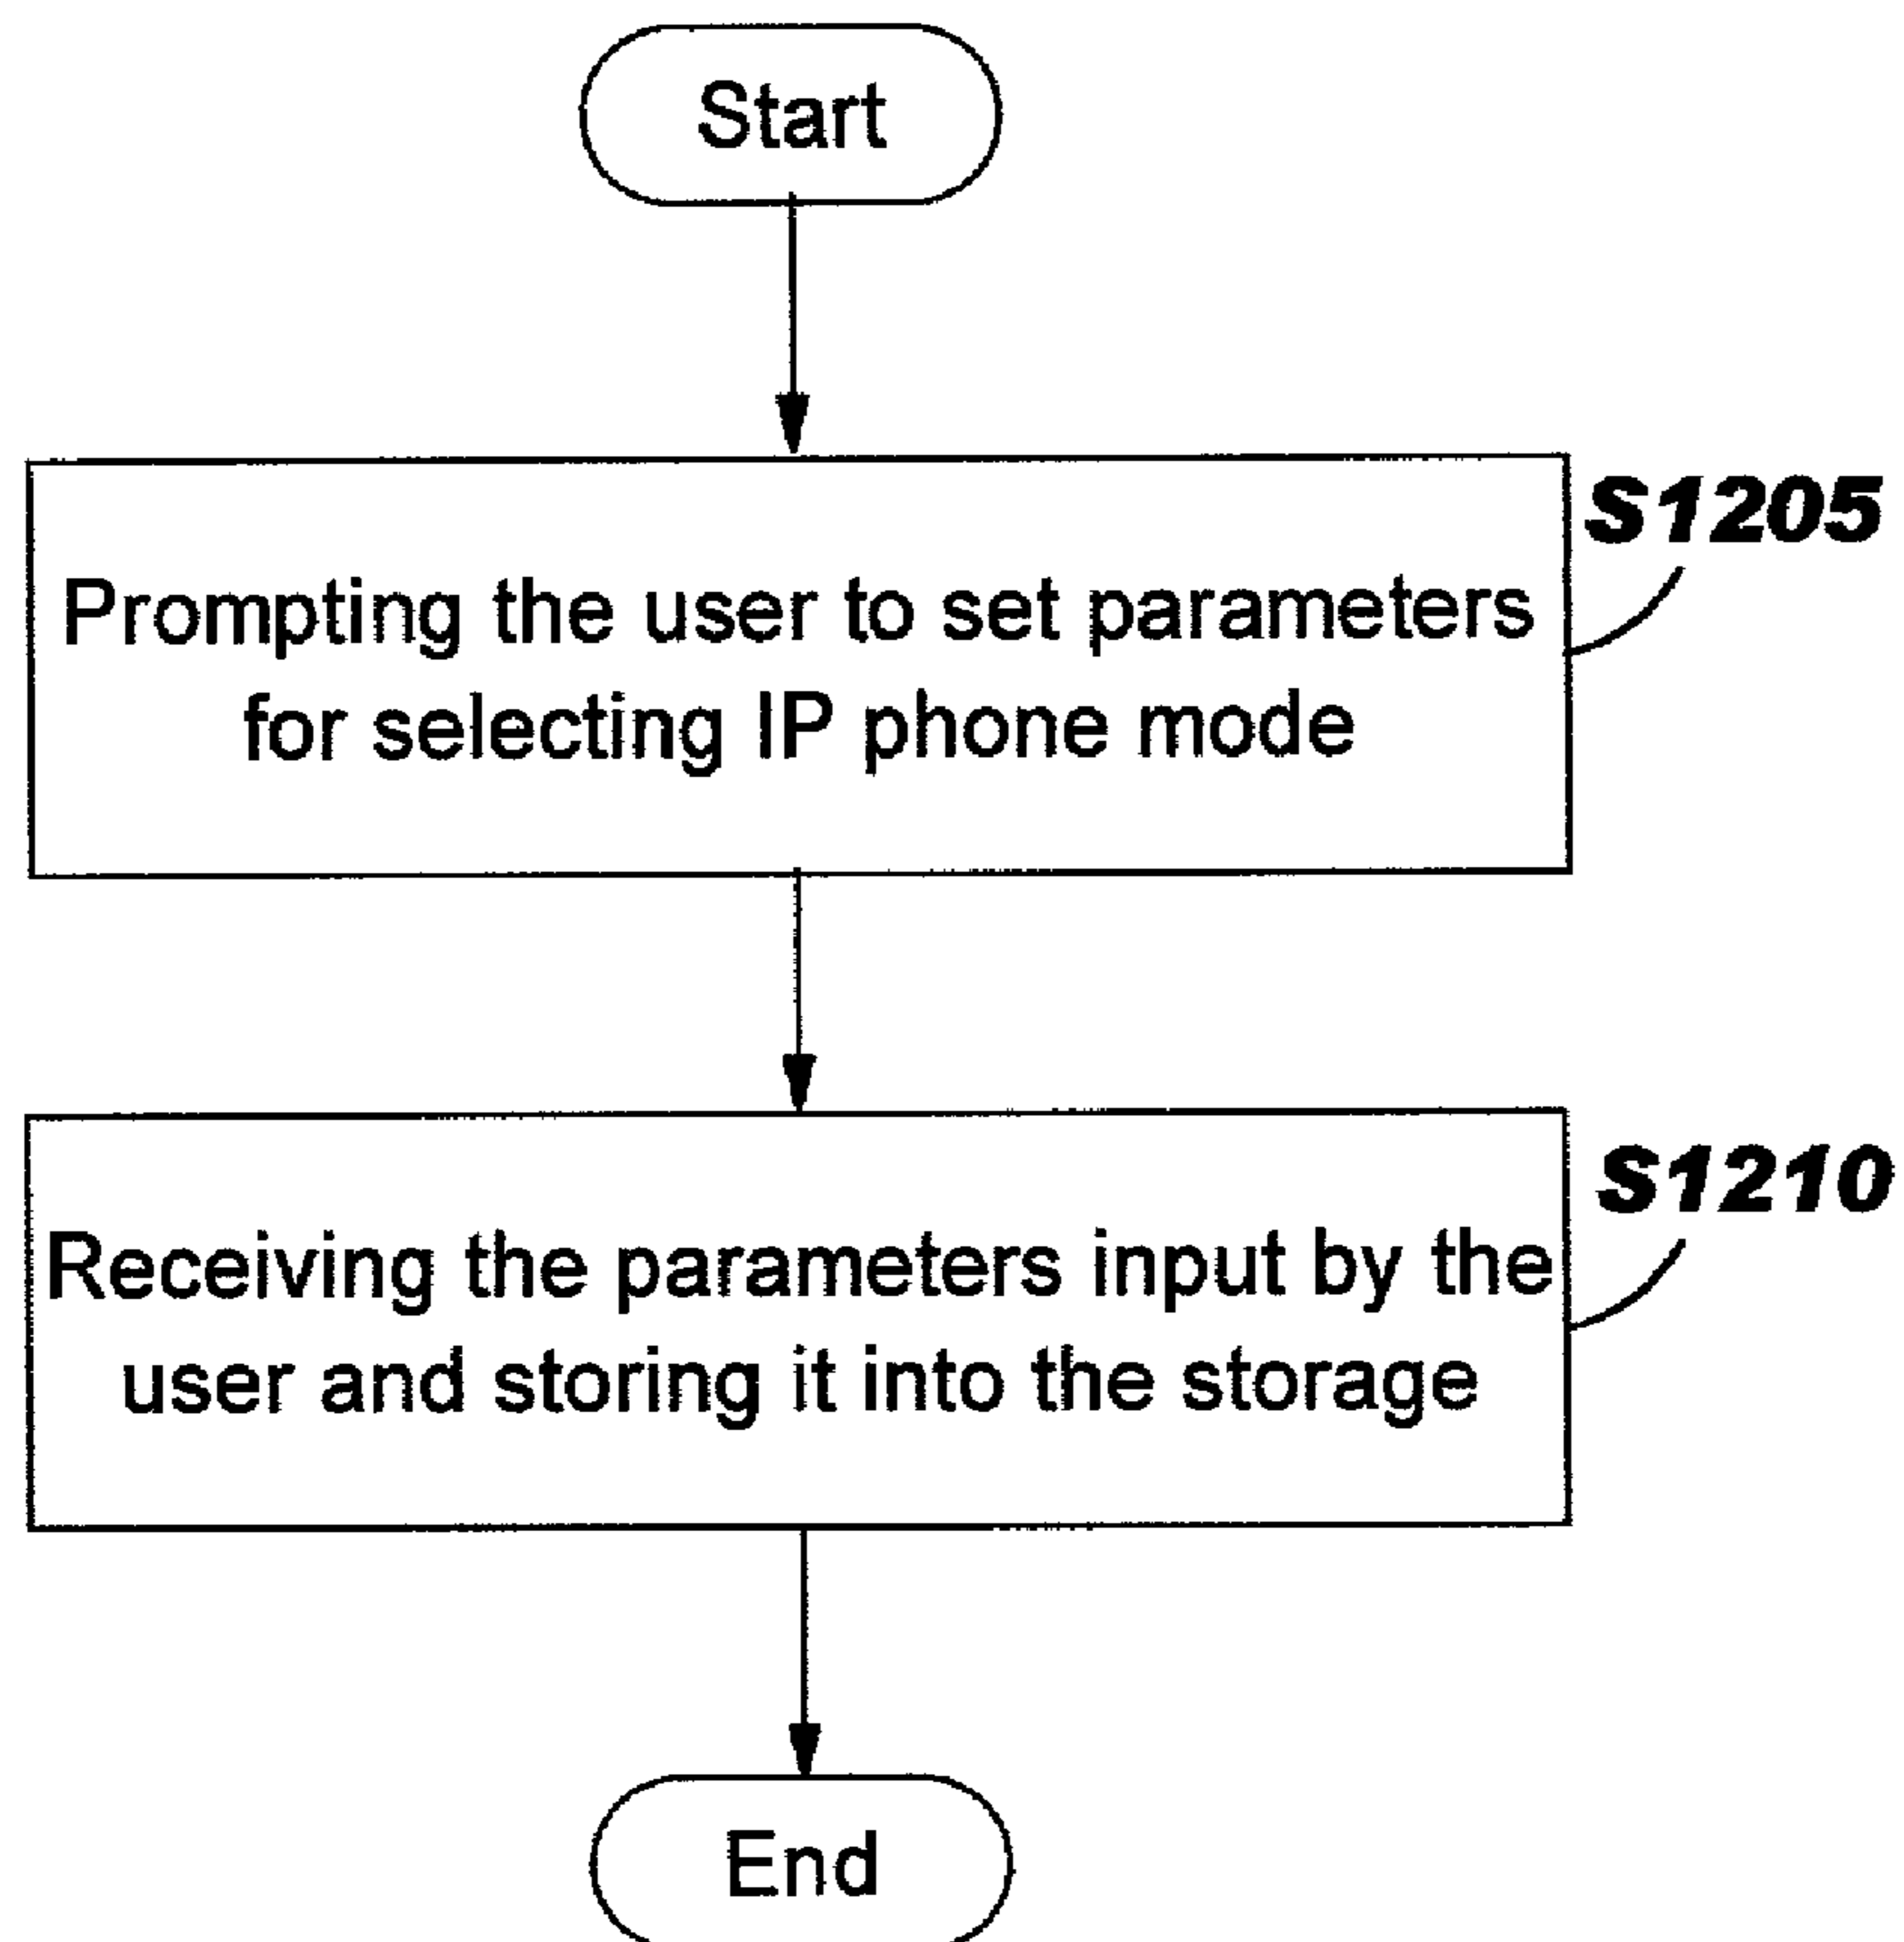 Start
S1205
Prompting the user to set parameters
for selecting IP phone mode
S1210
Receiving the parameters input by the
user and storing it into the storage
End